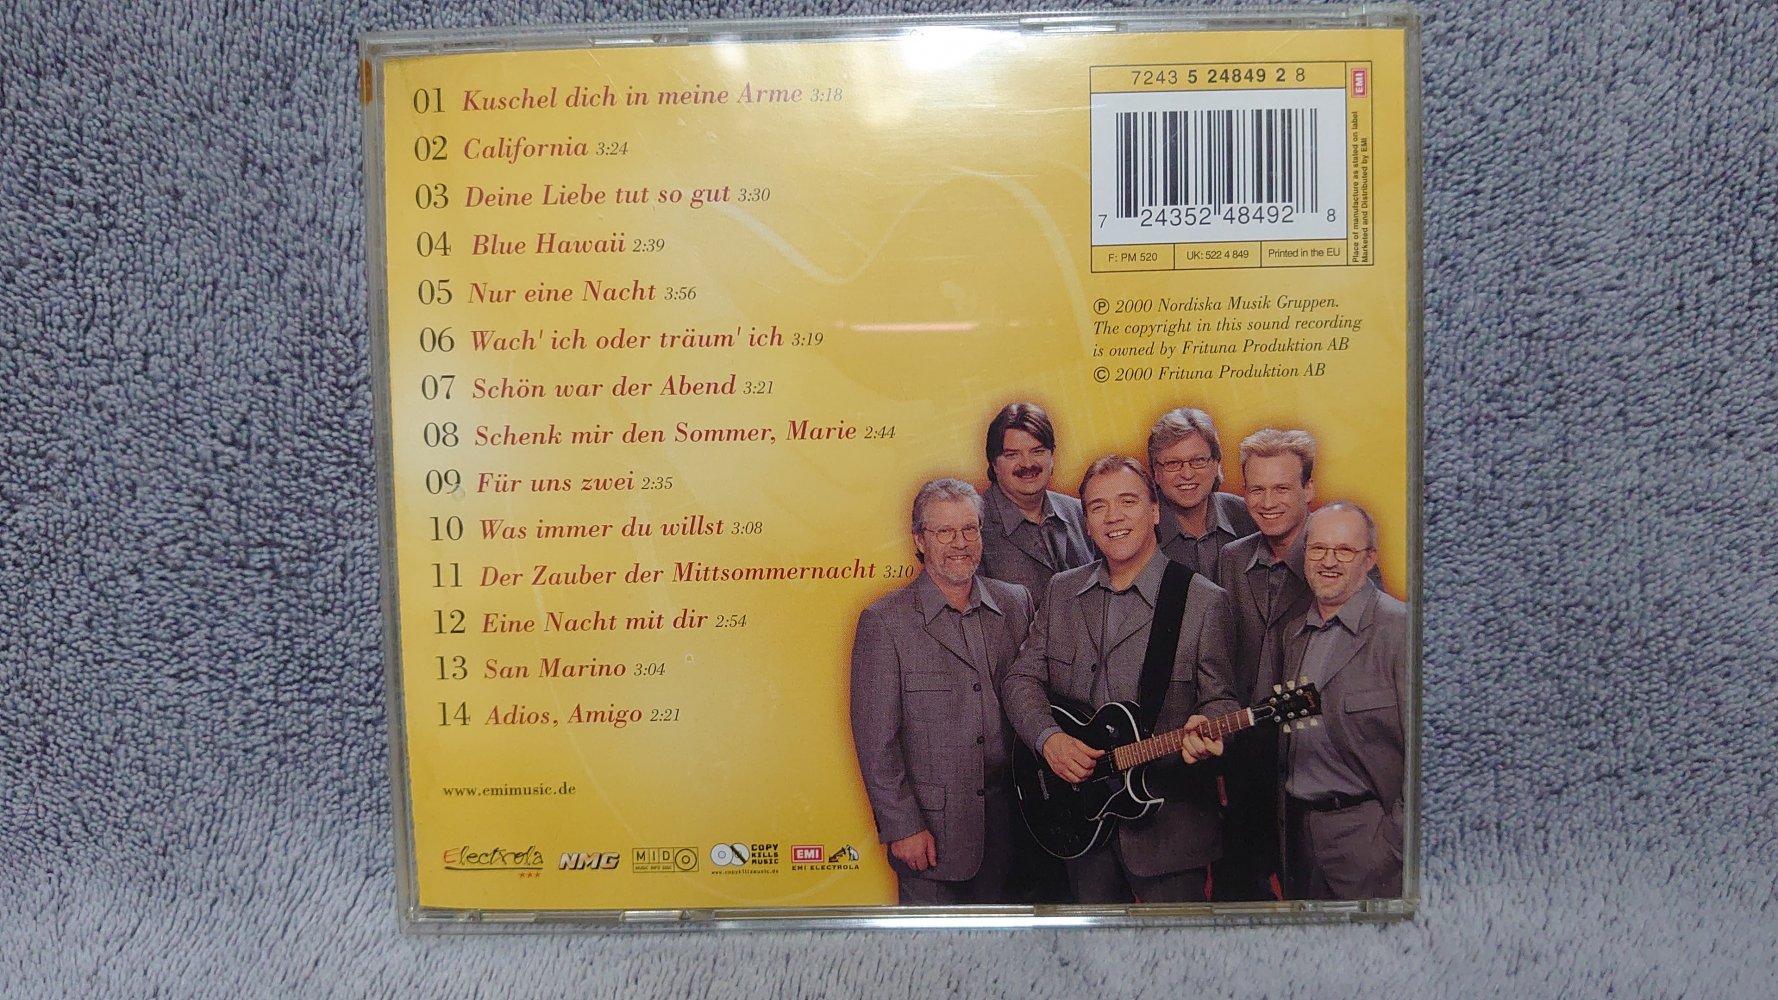 01 Kuschel dich in meine Arme 3:18
02 California 3:24
03 Deine Liebe tut so gut 3:30
04 Blue Hawaii 2:39
05 Nur eine Nacht 3:56
06 Wach' ich oder träum' ich 3:19
07 Schön war der Abend 3:21
08 Schenk mir den Sommer, Marie 2:44
09 Für uns zwei 2:35
10 Was immer du willst 3:08
11 Der Zauber der Mittsommernacht 3:10
12 Eine Nacht mit dir 2:54
13 San Marino 3:04
14 Adios, Amigo 2:21
www.emimusic.de
Electrola
NMG
MID
MUSIC INFO DISC
COPY
KILLS
MUSIC
www.copykillsmusic.de
EMI
EMI ELECTROLA
7243 5 24849 2 8
7 24352 48492 8
F: PM 520
UK: 522 4 849
Printed in the EU
EMI
Place of manufacture as stated on label
Marketed and Distributed by EMI
Ⓟ 2000 Nordiska Musik Gruppen.
The copyright in this sound recording
is owned by Frituna Produktion AB
© 2000 Frituna Produktion AB